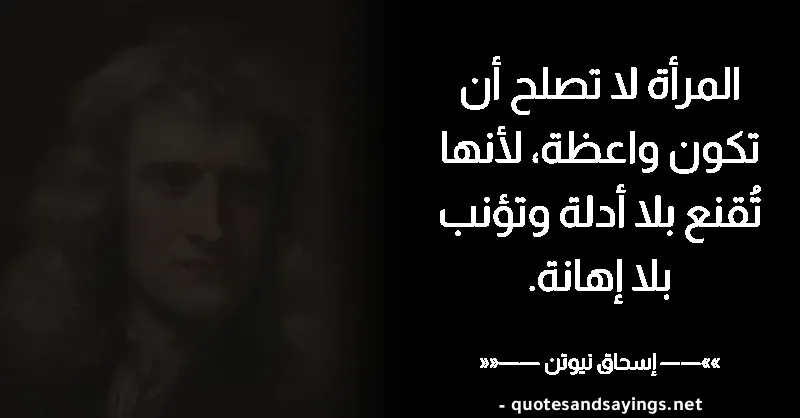 المرأة لا تصلح أن
تكون واعظة، لأنها
تُقنع بلا أدلة وتؤنب
بلا إهانة.
»»——— إسحاق نيوتن ———««
- quotesandsayings.net